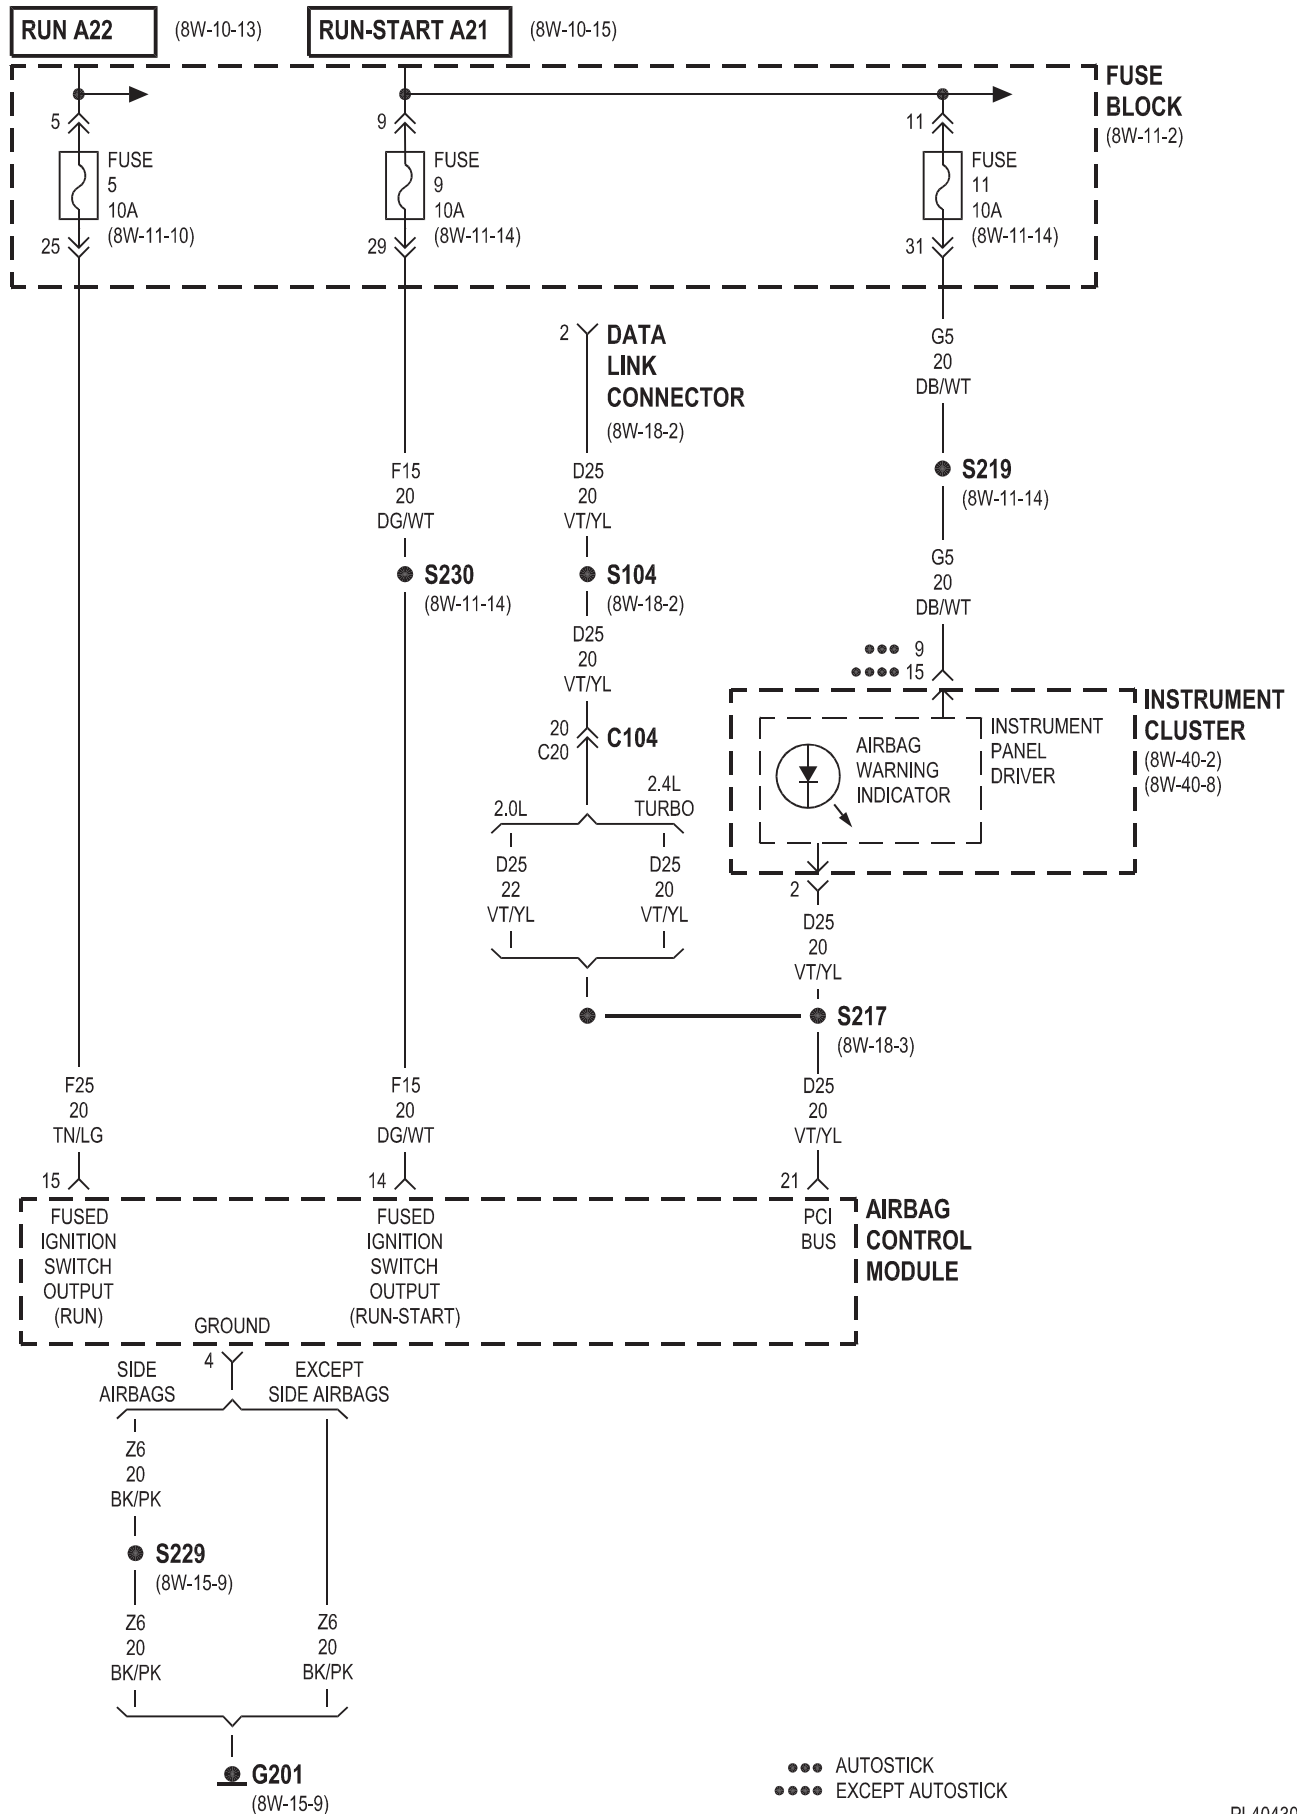 RUN A22 (8W-10-13) RUN-START A21 (8W-10-15)
FUSE
BLOCK
(8W-11-2)
5 9 11
FUSE FUSE FUSE
5 9 11
10A 10A 10A
(8W-11-10) (8W-11-14) (8W-11-14)
25 29 31
2 DATA
LINK
CONNECTOR
(8W-18-2)
G5
20
DB/WT
F15
20
DG/WT
D25
20
VT/YL
S219
(8W-11-14)
S230
(8W-11-14)
S104
(8W-18-2)
G5
20
DB/WT
D25
20
VT/YL
9
15
20
C20
C104
INSTRUMENT
CLUSTER
(8W-40-2)
(8W-40-8)
INSTRUMENT
PANEL
DRIVER
AIRBAG
WARNING
INDICATOR
2.0L
2.4L
TURBO
D25
22
VT/YL
D25
20
VT/YL
2
D25
20
VT/YL
S217
(8W-18-3)
F25
20
TN/LG
F15
20
DG/WT
D25
20
VT/YL
15 14 21
FUSED
IGNITION
SWITCH
OUTPUT
(RUN)
FUSED
IGNITION
SWITCH
OUTPUT
(RUN-START)
PCI
BUS
AIRBAG
CONTROL
MODULE
GROUND
4
SIDE
AIRBAGS
EXCEPT
SIDE AIRBAGS
Z6
20
BK/PK
S229
(8W-15-9)
Z6
20
BK/PK
Z6
20
BK/PK
G201
(8W-15-9)
AUTOSTICK
EXCEPT AUTOSTICK